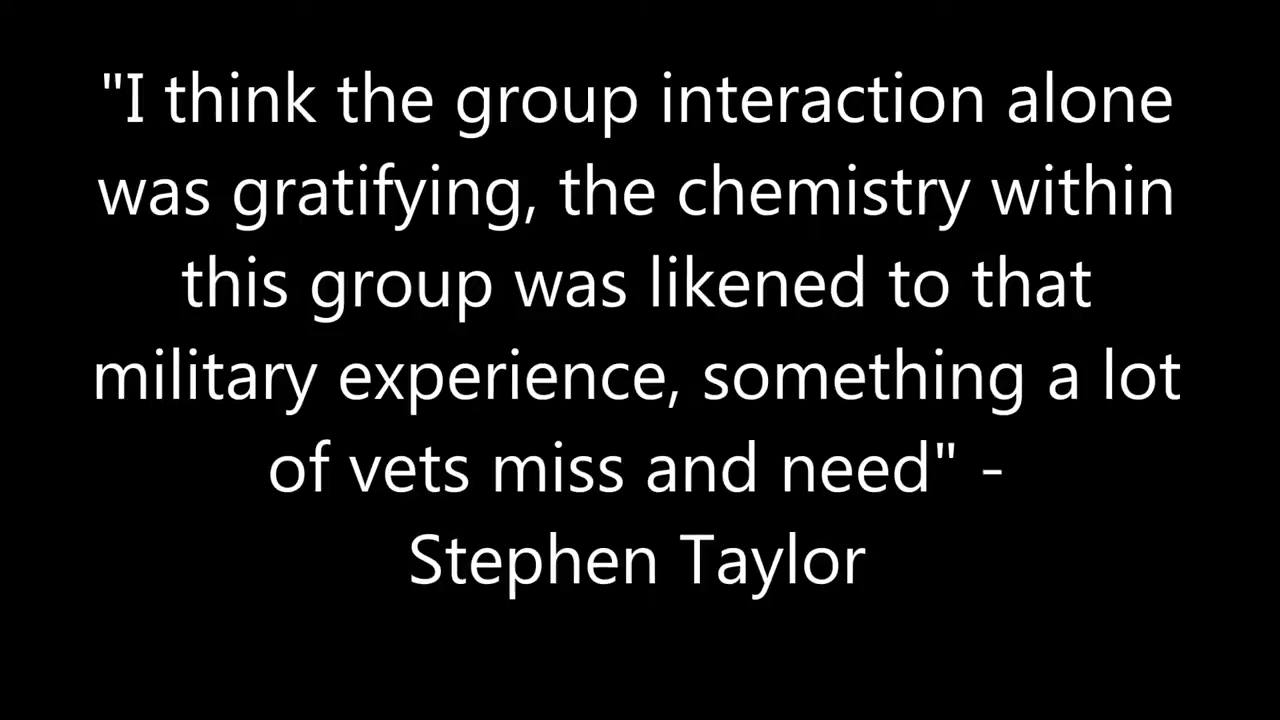 "I think the group interaction alone
was gratifying, the chemistry within
this group was likened to that
military experience, something a lot
of vets miss and need" -
Stephen Taylor